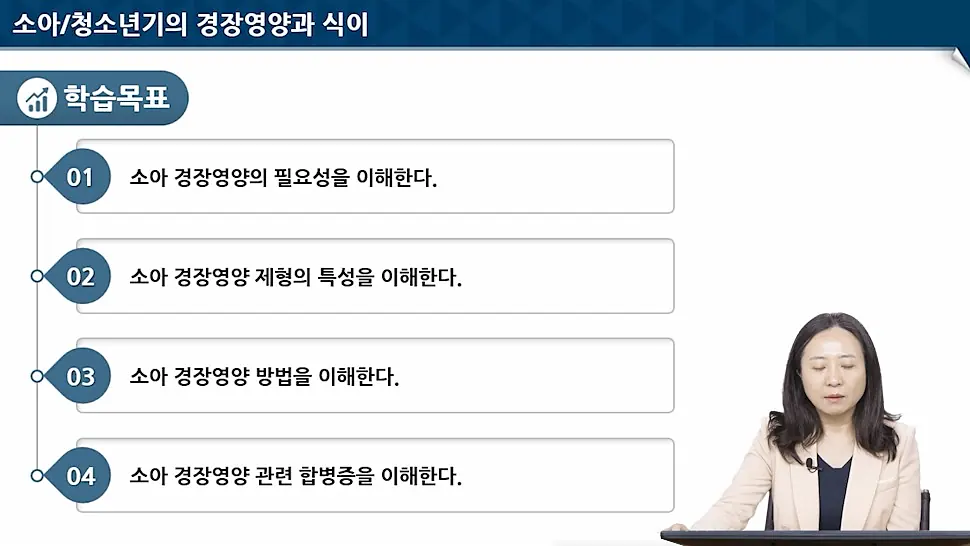 소아/청소년기의 경장영양과 식이
학습목표
01 소아 경장영양의 필요성을 이해한다.
02 소아 경장영양 제형의 특성을 이해한다.
03 소아 경장영양 방법을 이해한다.
04 소아 경장영양 관련 합병증을 이해한다.